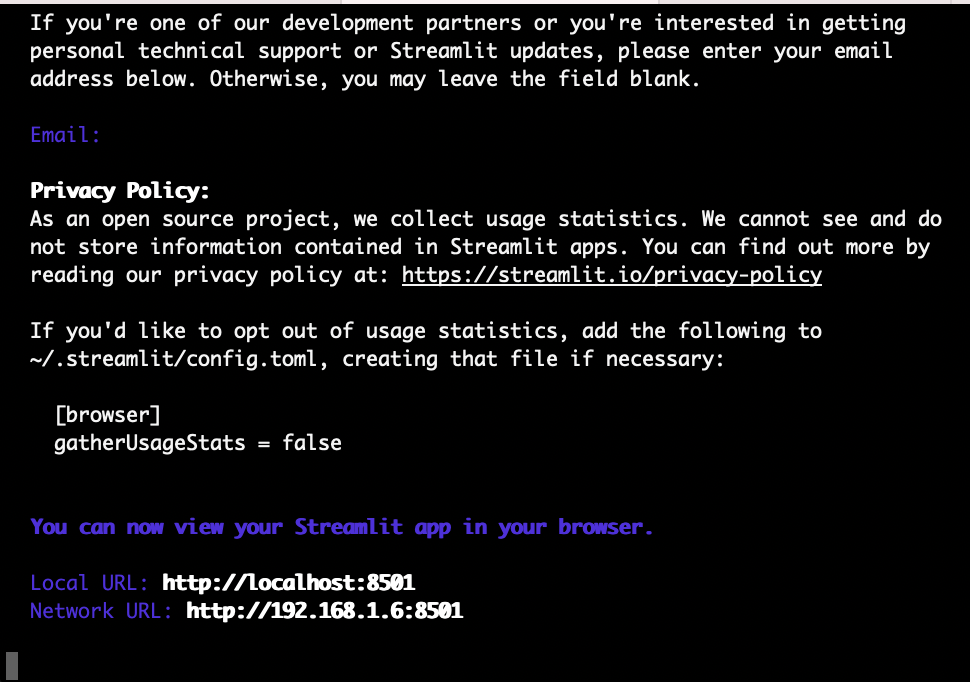 If you're one of our development partners or you're interested in getting
personal technical support or Streamlit updates, please enter your email
address below. Otherwise, you may leave the field blank.
Email:
Privacy Policy:
As an open source project, we collect usage statistics. We cannot see and do
not store information contained in Streamlit apps. You can find out more by
reading our privacy policy at: https://streamlit.io/privacy-policy
If you'd like to opt out of usage statistics, add the following to
~/.streamlit/config.toml, creating that file if necessary:
[browser]
gatherUsageStats = false
You can now view your Streamlit app in your browser.
Local URL: http://localhost:8501
Network URL: http://192.168.1.6:8501